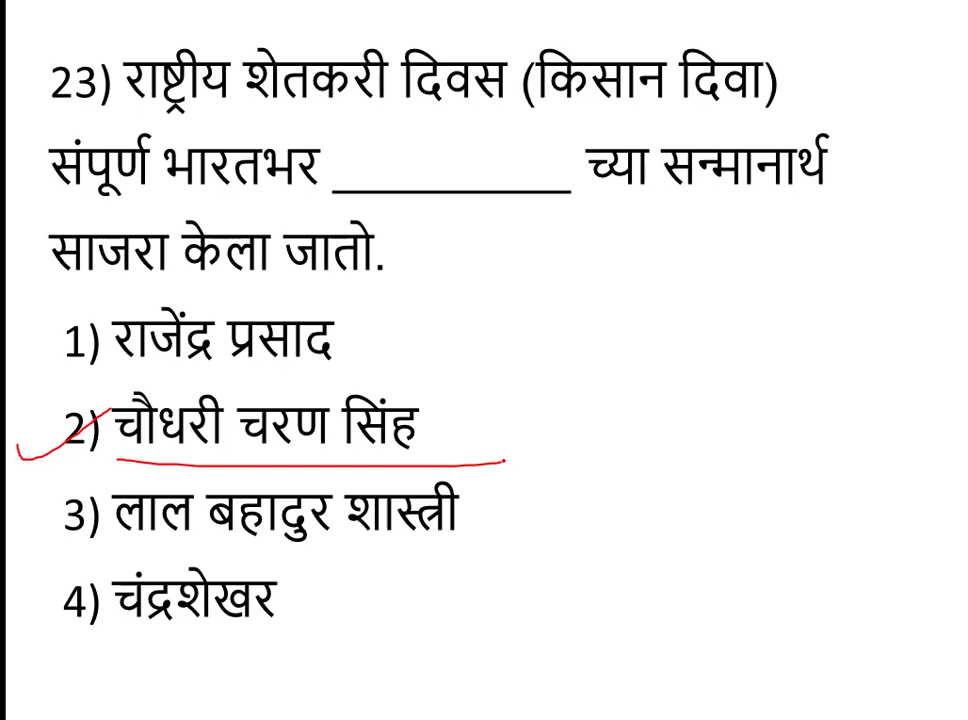 23) राष्ट्रीय शेतकरी दिवस (किसान दिवा)
संपूर्ण भारतभर __________ च्या सन्मानार्थ
साजरा केला जातो.
1) राजेंद्र प्रसाद
2) चौधरी चरण सिंह
3) लाल बहादुर शास्त्री
4) चंद्रशेखर